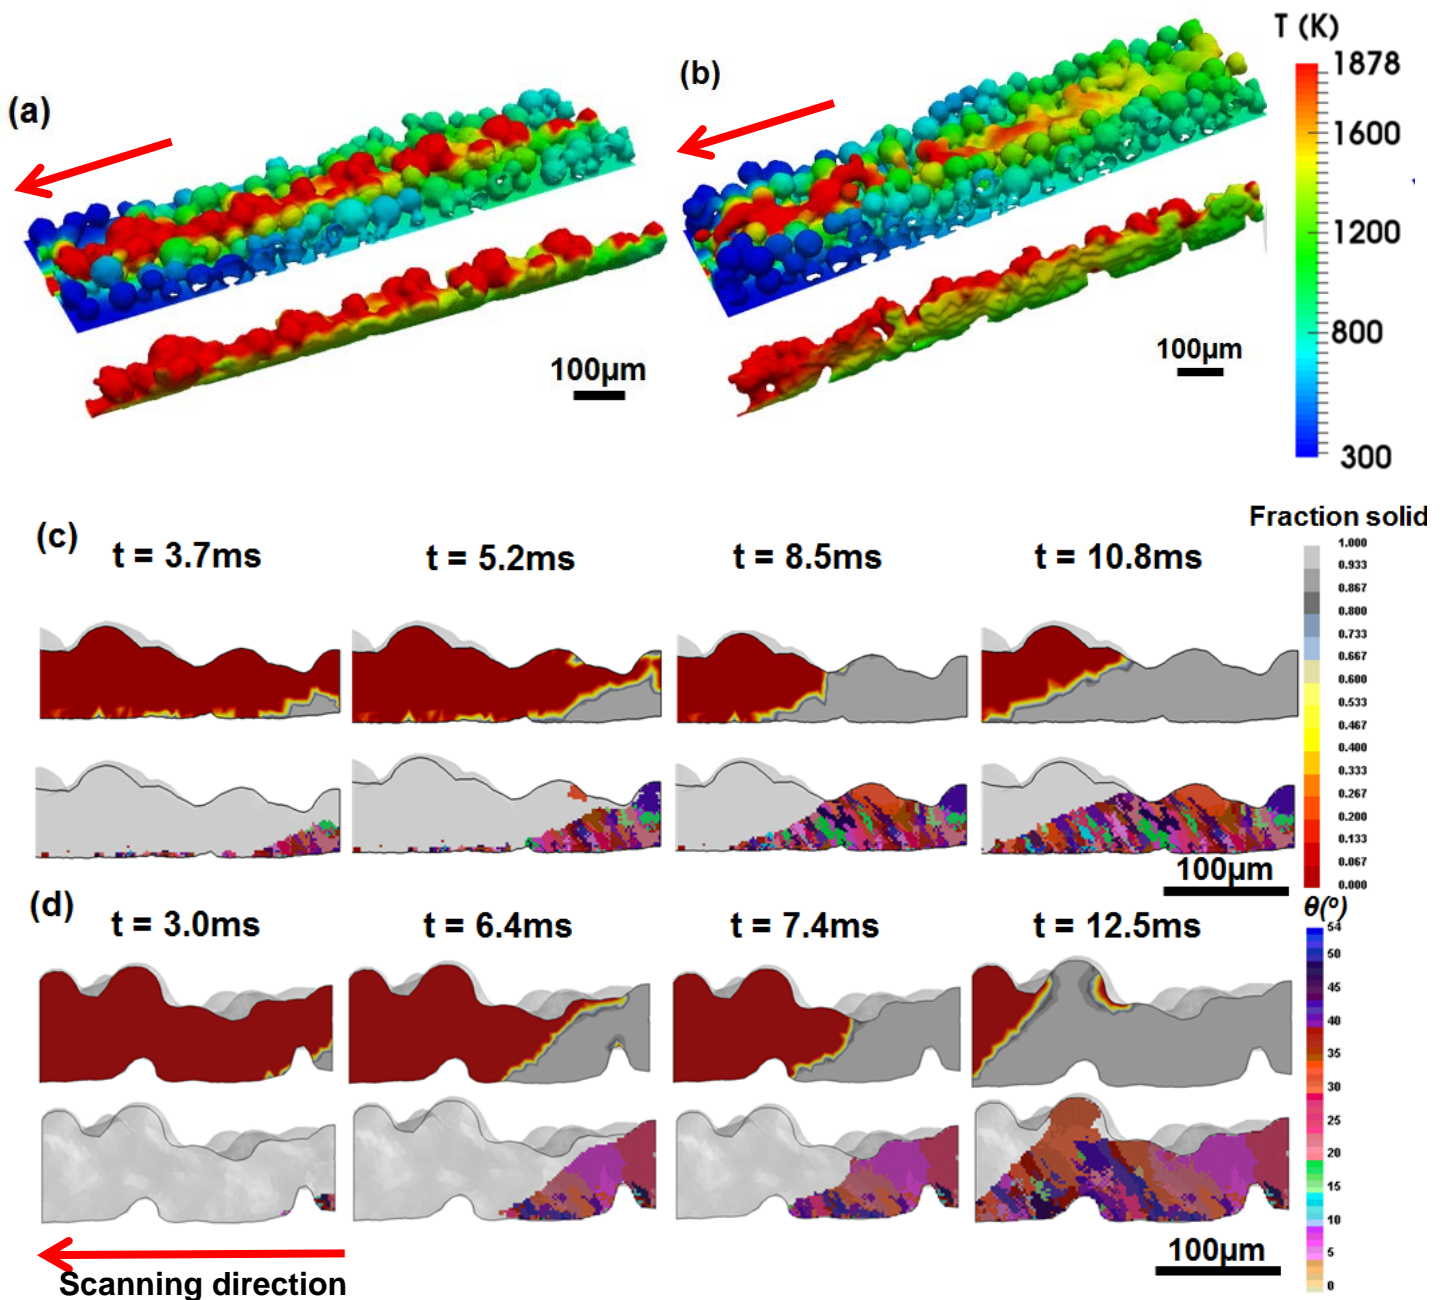 T (K)
(a)
(b)
1878
1600
1200
800
300
100µm
100µm
(c)
Fraction solid
t = 3.7ms
t = 5.2ms
t = 8.5ms
t = 10.8ms
1.000
0.933
0.867
0.800
0.733
0.667
0.600
0.533
0.467
0.400
0.333
0.267
0.200
0.133
0.067
0.000
100µm
(d)
θ(°)
t = 3.0ms
t = 6.4ms
t = 7.4ms
t = 12.5ms
54
50
45
40
35
30
25
20
15
10
5
0
100µm
Scanning direction